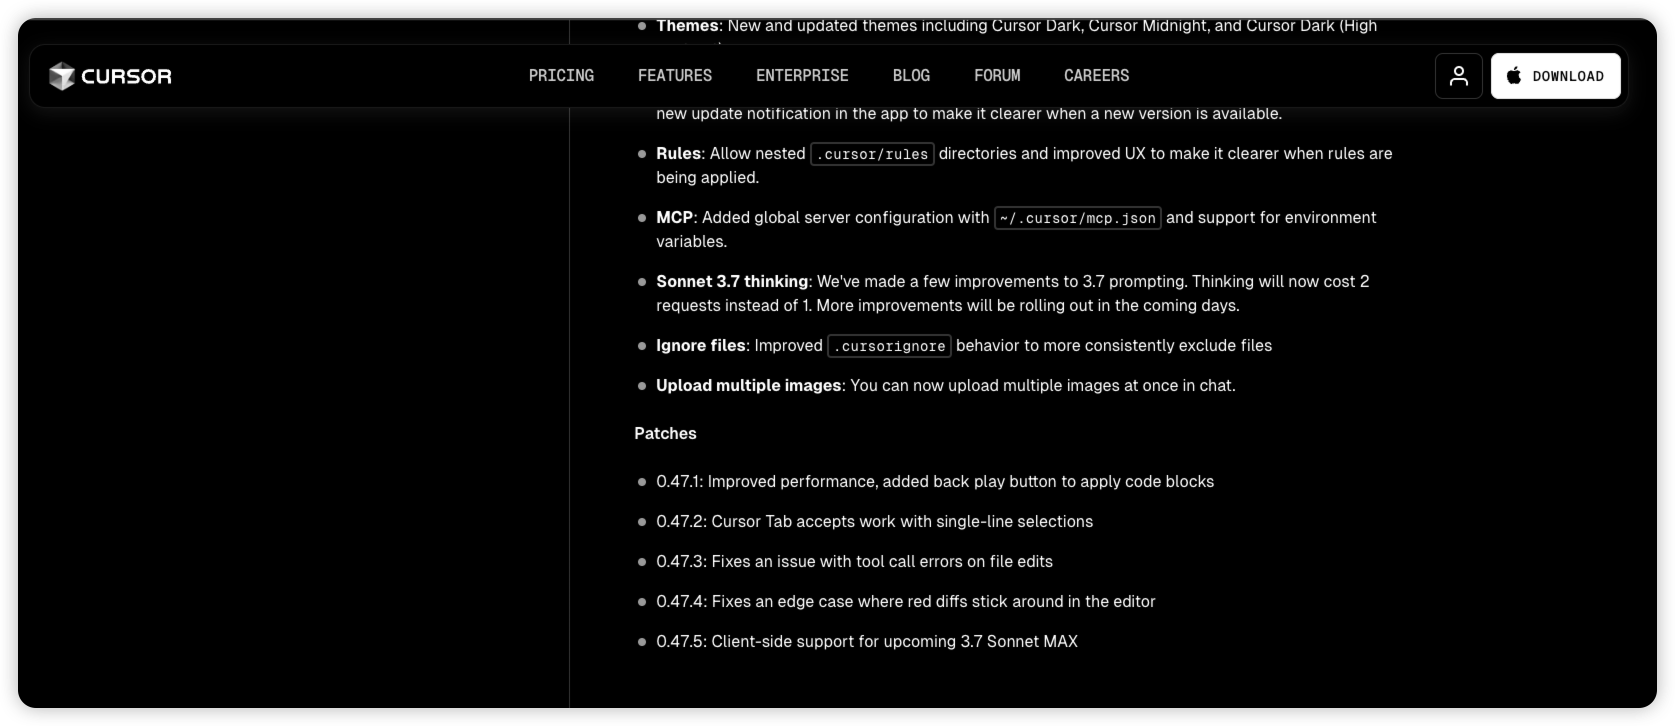 Themes: New and updated themes including Cursor Dark, Cursor Midnight, and Cursor Dark (High
CURSOR
PRICING
FEATURES
ENTERPRISE
BLOG
FORUM
CAREERS
DOWNLOAD
new update notification in the app to make it clearer when a new version is available.
Rules: Allow nested .cursor/rules directories and improved UX to make it clearer when rules are
being applied.
MCP: Added global server configuration with ~/.cursor/mcp.json and support for environment
variables.
Sonnet 3.7 thinking: We've made a few improvements to 3.7 prompting. Thinking will now cost 2
requests instead of 1. More improvements will be rolling out in the coming days.
Ignore files: Improved .cursorignore behavior to more consistently exclude files
Upload multiple images: You can now upload multiple images at once in chat.
Patches
0.47.1: Improved performance, added back play button to apply code blocks
0.47.2: Cursor Tab accepts work with single-line selections
0.47.3: Fixes an issue with tool call errors on file edits
0.47.4: Fixes an edge case where red diffs stick around in the editor
0.47.5: Client-side support for upcoming 3.7 Sonnet MAX